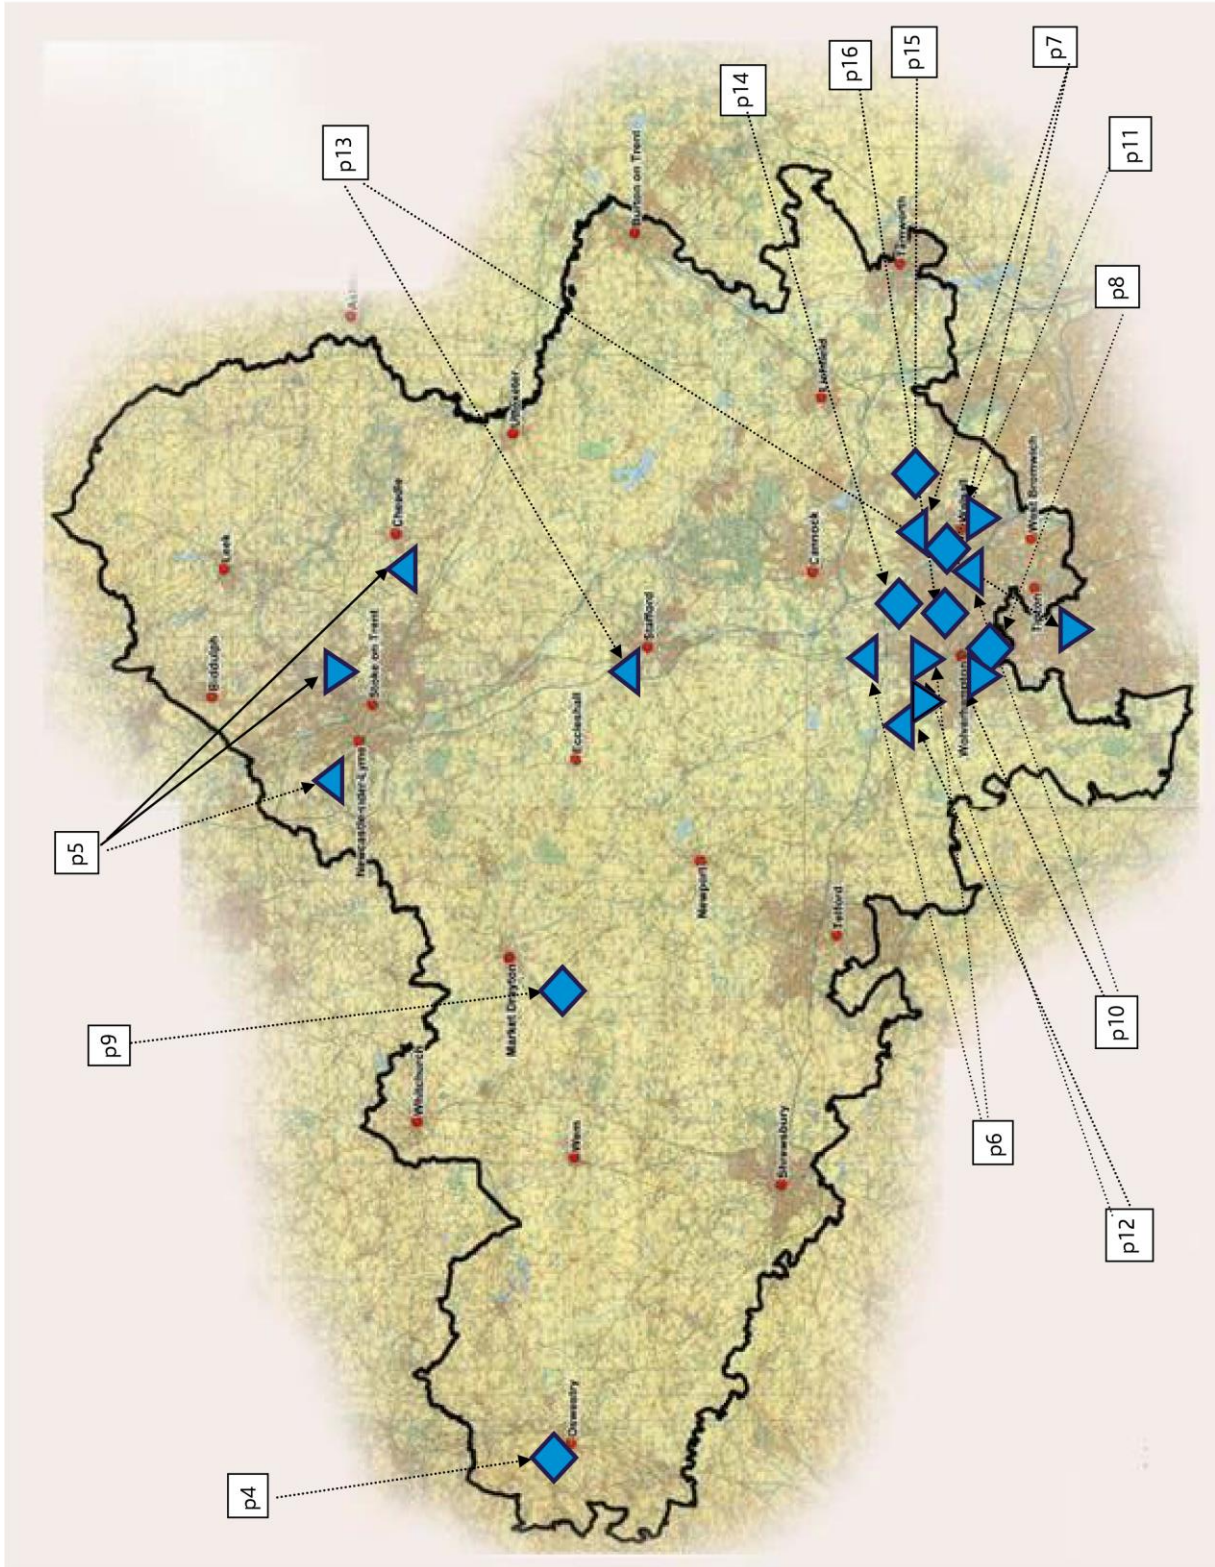 p5
p9
Biddulph
Leek
p4
p13
Newcastle-under-Lyme
Stoke on Trent
Cheadle
Whitchurch
Market Drayton
Uttoxeter
Oswestry
Wem
Eccleshall
Burton on Trent
Stafford
Newport
p14
Shrewsbury
Cannock
Lichfield
Telford
p16
Tamworth
p15
Wolverhampton
p6
West Bromwich
Tipton
p7
p10
p8
p12
p11